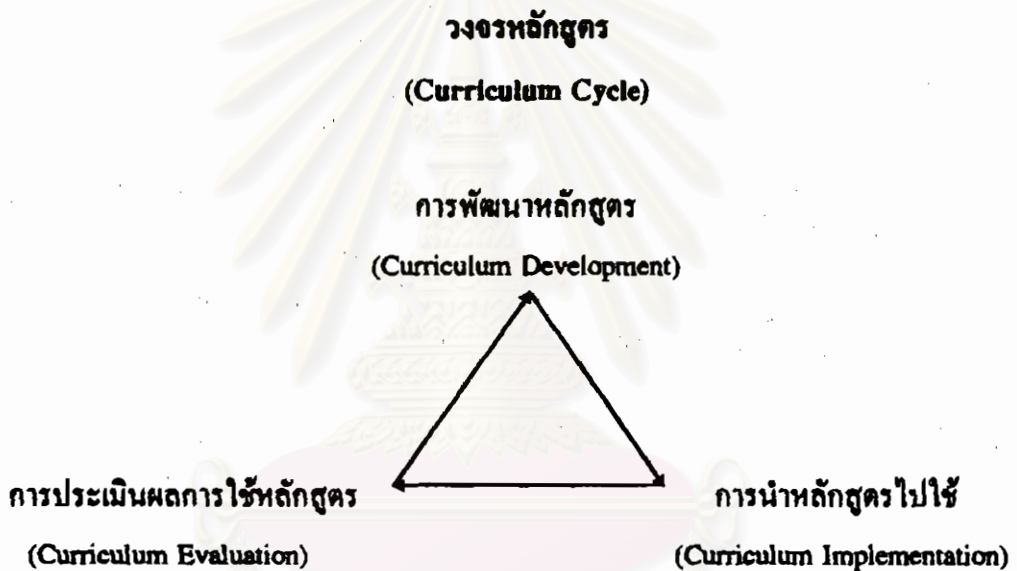 วงจรหลักสูตร
(Curriculum Cycle)
การพัฒนาหลักสูตร
(Curriculum Development)
การประเมินผลการใช้หลักสูตร
การนำหลักสูตรไปใช้
(Curriculum Evaluation)
(Curriculum Implementation)